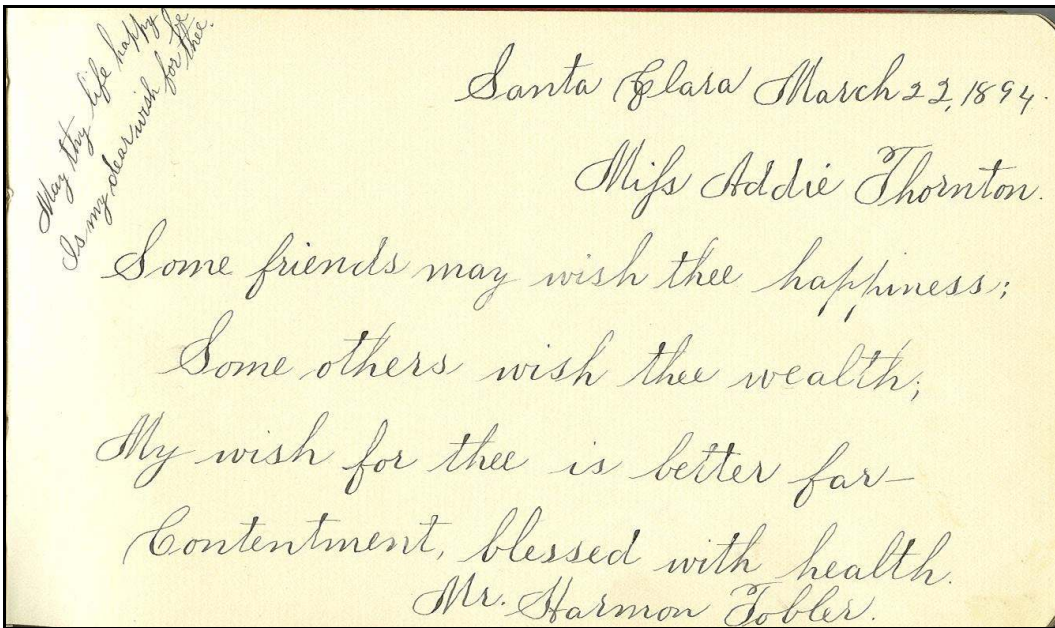 May thy life happy be
Is my dear wish for thee.
Santa Clara March 22, 1894.
Miss Addie Thornton.
Some friends may wish thee happiness;
Some others wish thee wealth;
My wish for thee is better far—
Contentment, blessed with health.
Mr. Harmon Tobler.